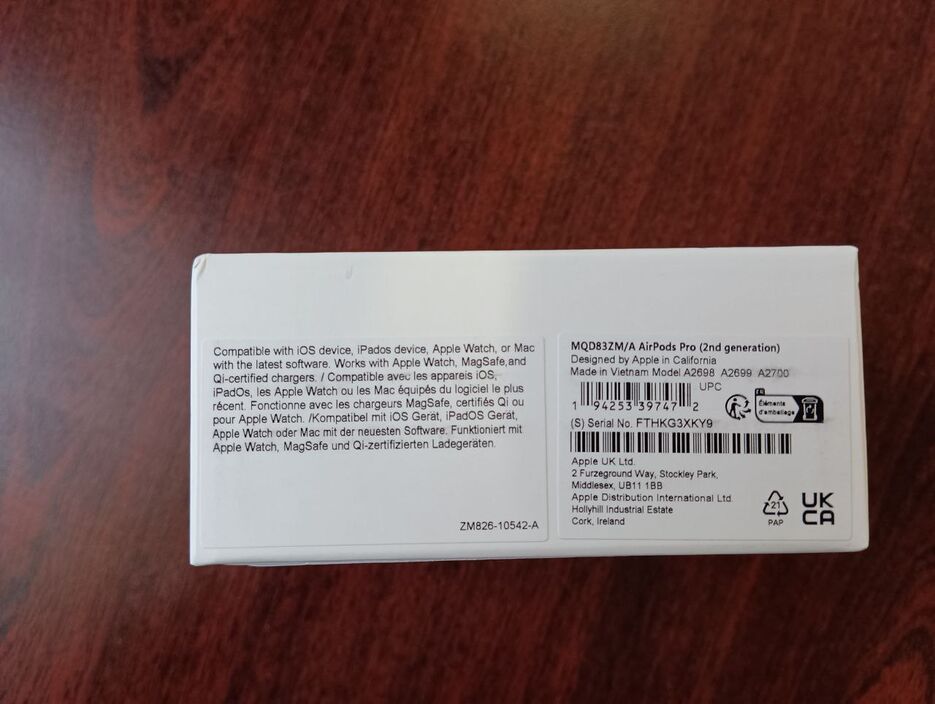 Compatible with iOS device, iPados device, Apple Watch, or Mac
with the latest software. Works with Apple Watch, MagSafe,and
Qi-certified chargers. / Compatible avec les appareils iOS,
iPadOs, les Apple Watch ou les Mac équipés du logiciel le plus
récent. Fonctionne avec les chargeurs MagSafe, certifiés Qi ou
pour Apple Watch. /Kompatibel mit iOS Gerät, iPadOS Gerät,
Apple Watch oder Mac mit der neuesten Software. Funktioniert mit
Apple Watch, MagSafe und Qi-zertifizierten Ladegeräten.
ZM826-10542-A
MQD83ZM/A AirPods Pro (2nd generation)
Designed by Apple in California
Made in Vietnam Model A2698 A2699 A2700
UPC
1 94253 39747 2
Éléments
d'emballage
(S) Serial No. FTHKG3XKY9
Apple UK Ltd.
2 Furzeground Way, Stockley Park,
Middlesex, UB11 1BB
Apple Distribution International Ltd.
Hollyhill Industrial Estate
Cork, Ireland
21
PAP
UK
CA